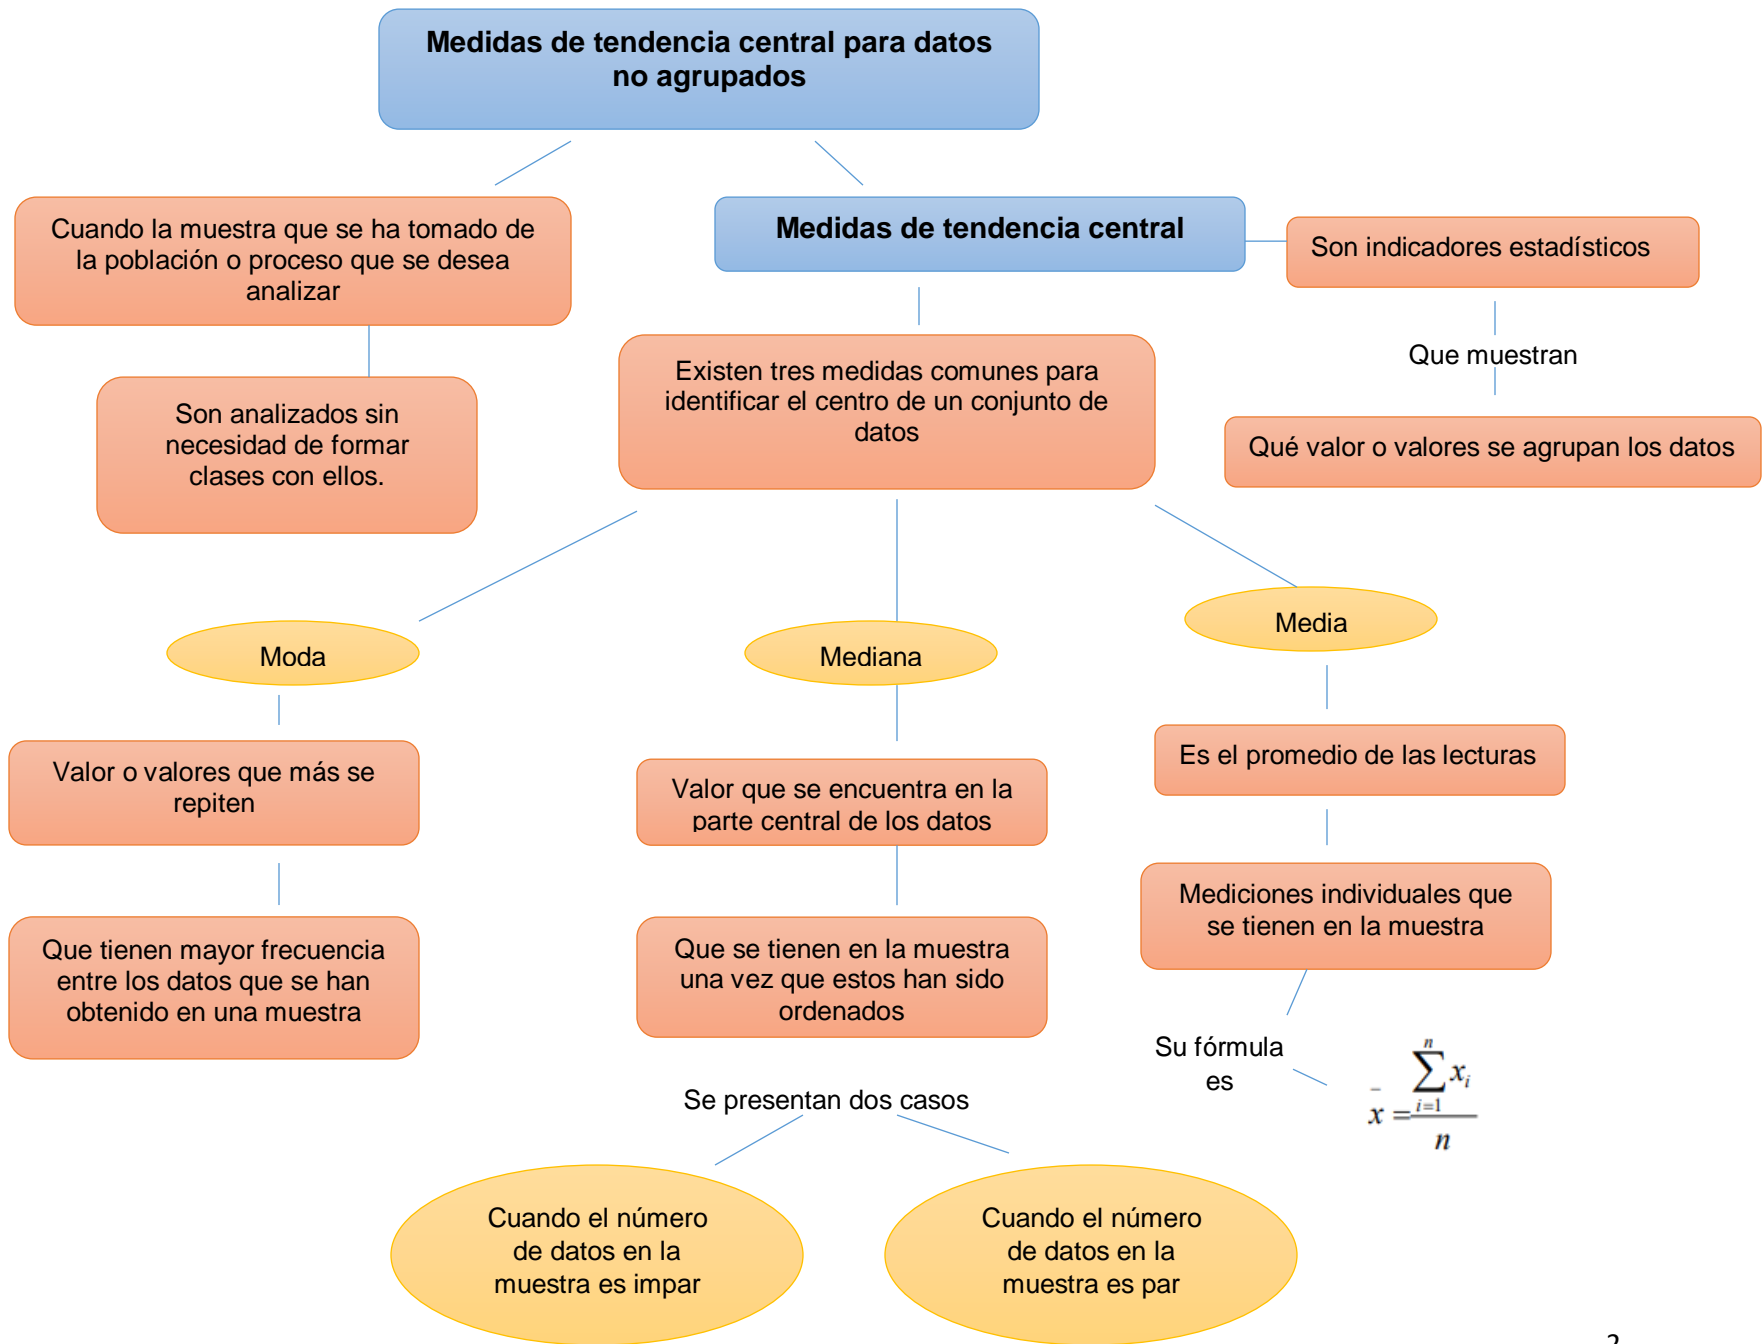 Medidas de tendencia central para datos
no agrupados
Cuando la muestra que se ha tomado de
la población o proceso que se desea
analizar
Son analizados sin
necesidad de formar
clases con ellos.
Medidas de tendencia central
Son indicadores estadísticos
Que muestran
Qué valor o valores se agrupan los datos
Existen tres medidas comunes para
identificar el centro de un conjunto de
datos
Moda
Valor o valores que más se
repiten
Que tienen mayor frecuencia
entre los datos que se han
obtenido en una muestra
Mediana
Valor que se encuentra en la
parte central de los datos
Que se tienen en la muestra
una vez que estos han sido
ordenados
Se presentan dos casos
Cuando el número
de datos en la
muestra es impar
Cuando el número
de datos en la
muestra es par
Media
Es el promedio de las lecturas
Mediciones individuales que
se tienen en la muestra
Su fórmula
es
x̄ = ∑ᵢ₌₁ⁿ xᵢ / n
2